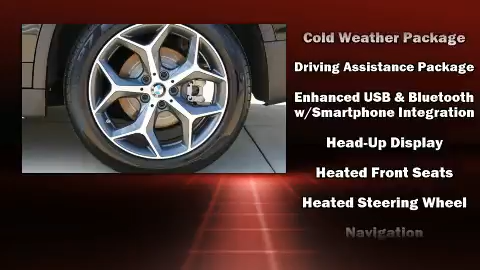 Cold Weather Package
Driving Assistance Package
Enhanced USB & Bluetooth
w/Smartphone Integration
Head-Up Display
Heated Front Seats
Heated Steering Wheel
Navigation